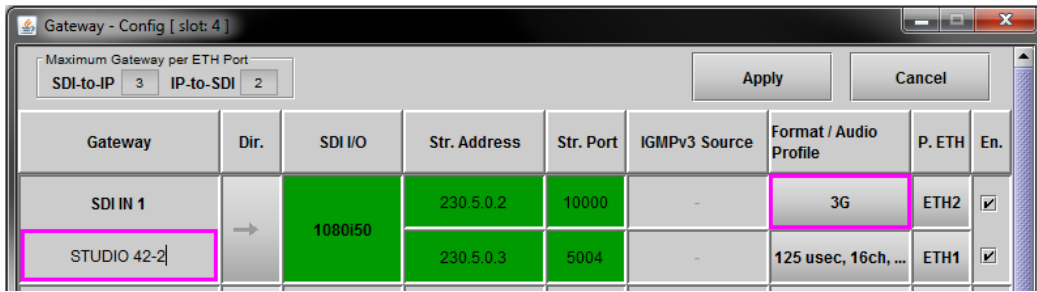 Gateway - Config [ slot: 4 ]
Maximum Gateway per ETH Port
SDI-to-IP 3 IP-to-SDI 2
Apply Cancel
Gateway Dir. SDI I/O Str. Address Str. Port IGMPv3 Source Format / Audio Profile P. ETH En.
SDI IN 1 1080i50 230.5.0.2 10000 - 3G ETH2
STUDIO 42-2 230.5.0.3 5004 - 125 usec, 16ch, ... ETH1